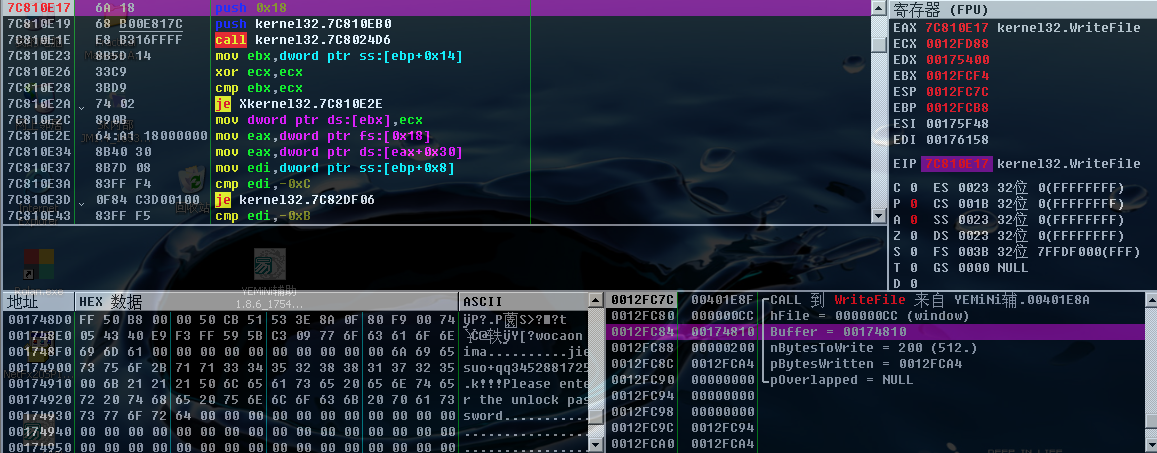 7C810E17 6A 18 push 0x18
7C810E19 68 B00E817C push kernel32.7C810EB0
7C810E1E E8 B316FFFF call kernel32.7C8024D6
7C810E23 8B5D 14 mov ebx,dword ptr ss:[ebp+0x14]
7C810E26 33C9 xor ecx,ecx
7C810E28 3BD9 cmp ebx,ecx
7C810E2A 74 02 je Xkernel32.7C810E2E
7C810E2C 890B mov dword ptr ds:[ebx],ecx
7C810E2E 64:A1 18000000 mov eax,dword ptr fs:[0x18]
7C810E34 8B40 30 mov eax,dword ptr ds:[eax+0x30]
7C810E37 8B7D 08 mov edi,dword ptr ss:[ebp+0x8]
7C810E3A 83FF F4 cmp edi,-0xC
7C810E3D 0F84 C3D00100 je kernel32.7C82DF06
7C810E43 83FF F5 cmp edi,-0xB
寄存器 (FPU)
EAX 7C810E17 kernel32.WriteFile
ECX 0012FD88
EDX 00175400
EBX 0012FCF4
ESP 0012FC7C
EBP 0012FCB8
ESI 00175F48
EDI 00176158
EIP 7C810E17 kernel32.WriteFile
C 0 ES 0023 32位 0(FFFFFFFF)
P 0 CS 001B 32位 0(FFFFFFFF)
A 0 SS 0023 32位 0(FFFFFFFF)
Z 0 DS 0023 32位 0(FFFFFFFF)
S 0 FS 003B 32位 7FFDF000(FFF)
T 0 GS 0000 NULL
D 0
YEMiNi辅助
1.8.6_1754...
地址 HEX 数据 ASCII
001748D0 FF 50 B8 00 00 50 CB 51 53 3E 8A 0F 80 F9 00 74
001748E0 05 43 40 E9 F3 FF 59 5B C3 09 77 6F 63 61 6F 6E
001748F0 69 6D 61 00 00 00 00 00 00 00 00 00 00 6A 69 65 ima..........jie
00174900 73 75 6F 2B 71 71 33 34 35 32 38 38 31 37 32 35 suo+qq3452881725
00174910 00 6B 21 21 21 50 6C 65 61 73 65 20 65 6E 74 65 .k!!!Please ente
00174920 72 20 74 68 65 20 75 6E 6C 6F 63 6B 20 70 61 73 r the unlock pas
00174930 73 77 6F 72 64 00 00 00 00 00 00 00 00 00 00 00 sword...........
00174940 00 00 00 00 00 00 00 00 00 00 00 00 00 00 00 00 ................
00174950 00 00 00 00 00 00 00 00 00 00 00 00 00 00 00 00 ................
0012FC7C 00401E8F CALL 到 WriteFile 来自 YEMiNi辅.00401E8A
0012FC80 000000CC hFile = 000000CC (window)
0012FC84 00174810 Buffer = 00174810
0012FC88 00000200 nBytesToWrite = 200 (512.)
0012FC8C 0012FCA4 pBytesWritten = 0012FCA4
0012FC90 00000000 pOverlapped = NULL
0012FC94 00000000
0012FC98 00000000
0012FC9C 0012FCA4
0012FCA0 0012FCA4